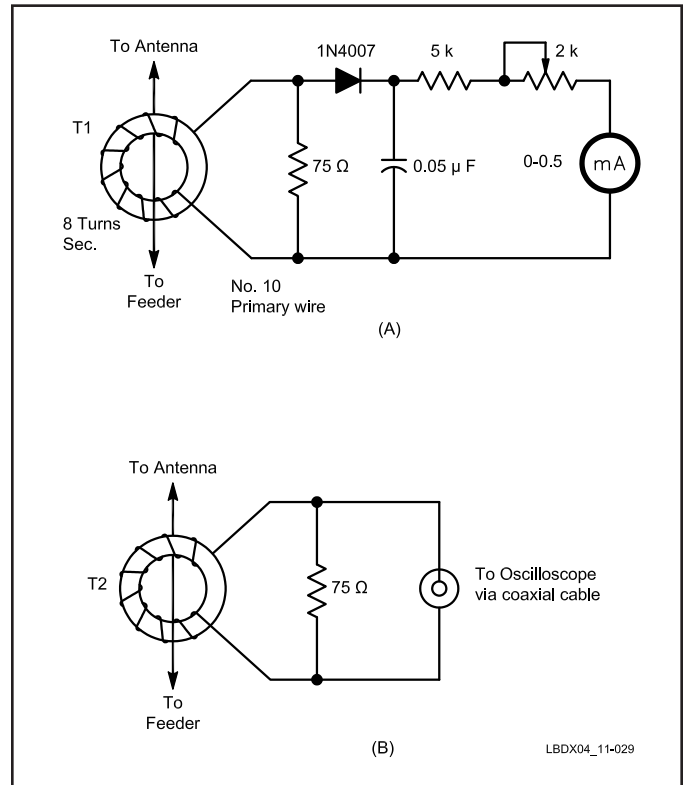 To Antenna
1N4007
5 k
2 k
T1
75 Ω
0.05 μ F
0-0.5
mA
8 Turns
Sec.
To
Feeder
No. 10
Primary wire
(A)
To Antenna
T2
75 Ω
To Oscilloscope
via coaxial cable
To
Feeder
(B)
LBDX04_11-029